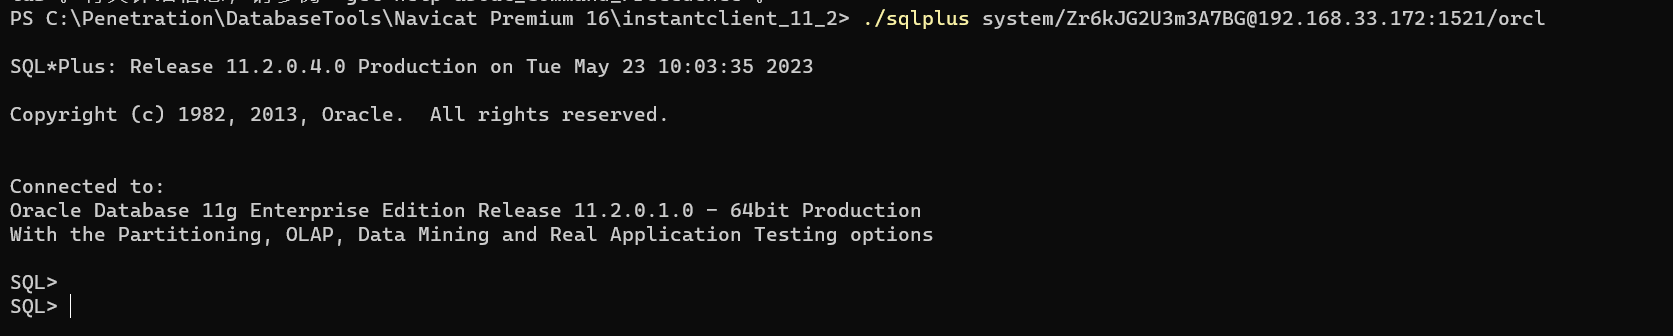 PS C:\Penetration\DatabaseTools\Navicat Premium 16\instantclient_11_2> ./sqlplus system/Zr6kJG2U3m3A7BG@192.168.33.172:1521/orcl
SQL*Plus: Release 11.2.0.4.0 Production on Tue May 23 10:03:35 2023
Copyright (c) 1982, 2013, Oracle.  All rights reserved.
Connected to:
Oracle Database 11g Enterprise Edition Release 11.2.0.1.0 - 64bit Production
With the Partitioning, OLAP, Data Mining and Real Application Testing options
SQL>
SQL>